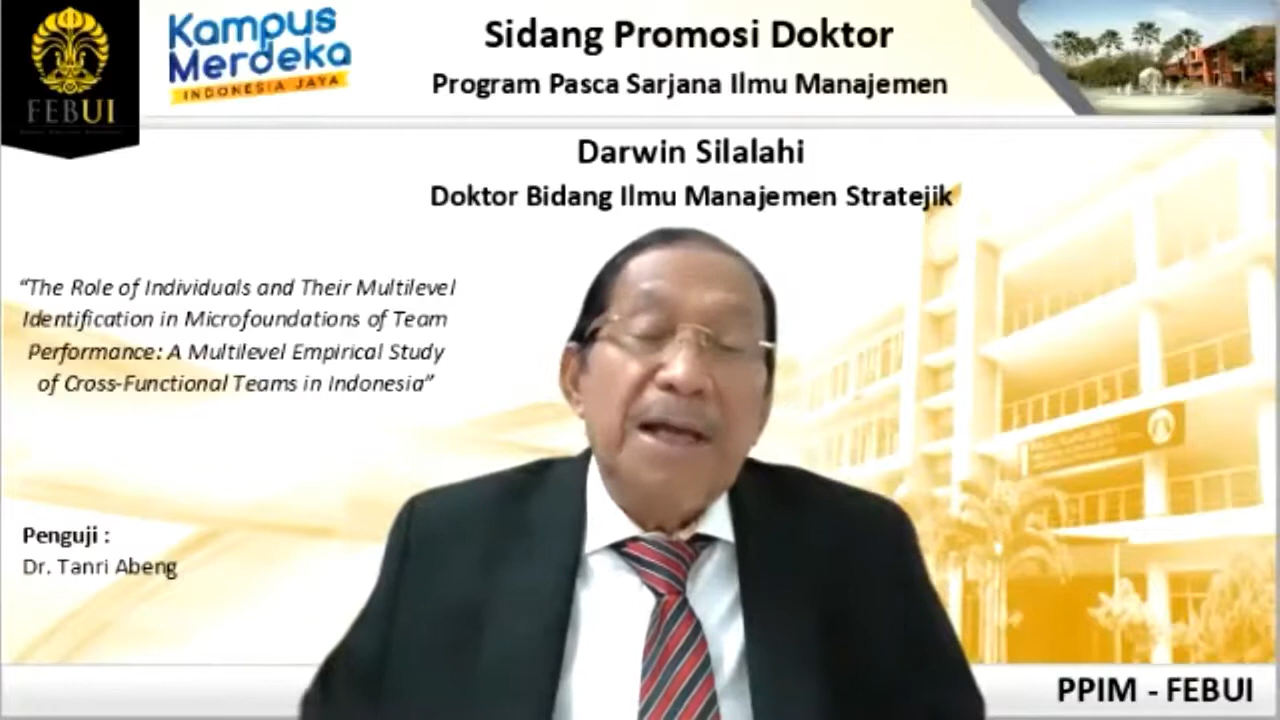 FEBUI
Kampus
Merdeka
INDONESIA JAYA
Sidang Promosi Doktor
Program Pasca Sarjana Ilmu Manajemen
Darwin Silalahi
Doktor Bidang Ilmu Manajemen Stratejik
“The Role of Individuals and Their Multilevel
Identification in Microfoundations of Team
Performance: A Multilevel Empirical Study
of Cross-Functional Teams in Indonesia”
Penguji :
Dr. Tanri Abeng
PPIM - FEBUI